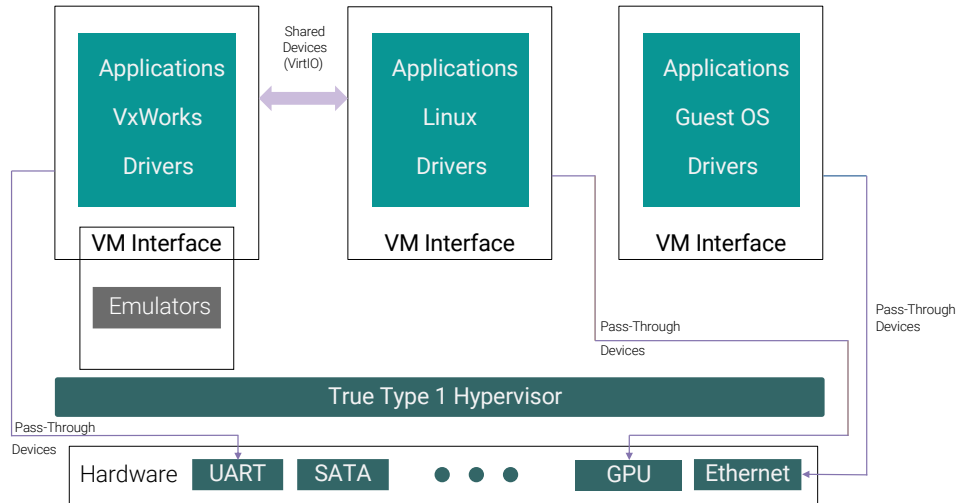 Shared
Devices
(VirtIO)
Applications
VxWorks
Drivers
VM Interface
Emulators
Applications
Linux
Drivers
VM Interface
Applications
Guest OS
Drivers
VM Interface
Pass-Through
Devices
Pass-Through
Devices
True Type 1 Hypervisor
Pass-Through
Devices
Hardware
UART
SATA
GPU
Ethernet